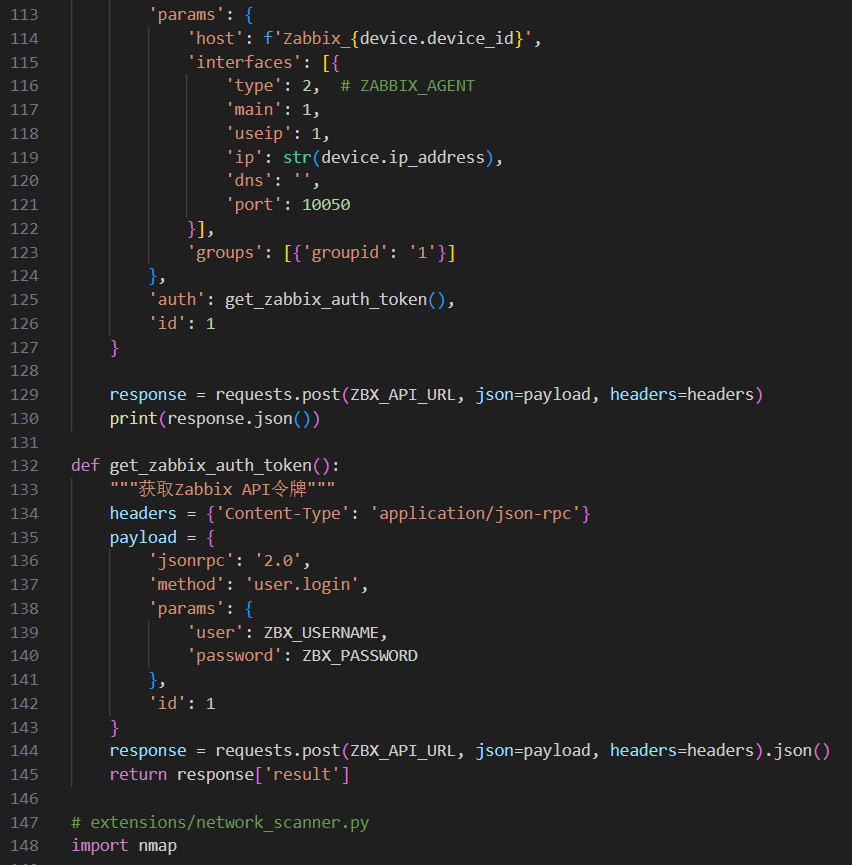 113 'params': {
114 'host': f'Zabbix_{device.device_id}',
115 'interfaces': [{
116 'type': 2,  # ZABBIX_AGENT
117 'main': 1,
118 'useip': 1,
119 'ip': str(device.ip_address),
120 'dns': '',
121 'port': 10050
122 }],
123 'groups': [{'groupid': '1'}]
124 },
125 'auth': get_zabbix_auth_token(),
126 'id': 1
127 }
128
129 response = requests.post(ZBX_API_URL, json=payload, headers=headers)
130 print(response.json())
131
132 def get_zabbix_auth_token():
133 """获取Zabbix API令牌"""
134 headers = {'Content-Type': 'application/json-rpc'}
135 payload = {
136 'jsonrpc': '2.0',
137 'method': 'user.login',
138 'params': {
139 'user': ZBX_USERNAME,
140 'password': ZBX_PASSWORD
141 },
142 'id': 1
143 }
144 response = requests.post(ZBX_API_URL, json=payload, headers=headers).json()
145 return response['result']
146
147 # extensions/network_scanner.py
148 import nmap